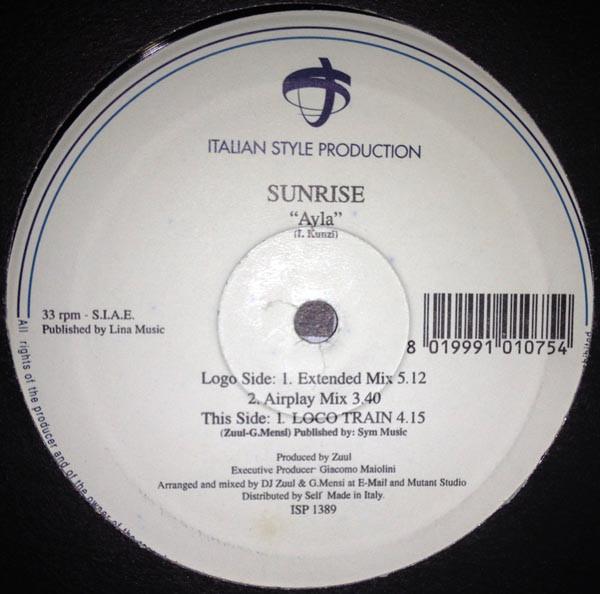 ITALIAN STYLE PRODUCTION
SUNRISE
“Ayla”
(I. Kunzi)
33 rpm - S.I.A.E.
Published by Lina Music
8 019991 010754
Logo Side: 1. Extended Mix 5.12
2. Airplay Mix 3.40
This Side: 1. LOCO TRAIN 4.15
(Zuul-G.Mensi) Published by: Sym Music
Produced by Zuul
Executive Producer Giacomo Maiolini
Arranged and mixed by DJ Zuul & G.Mensi at E-Mail and Mutant Studio
Distributed by Self Made in Italy.
ISP 1389
All rights of the producer and of the owner of the